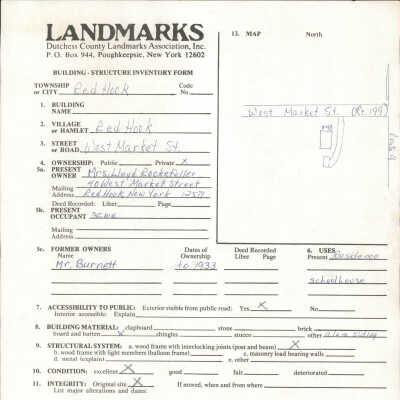 LANDMARKS
Dutchess County Landmarks Association, Inc.
P. O. Box 944, Poughkeepsie, New York 12602
BUILDING - STRUCTURE INVENTORY FORM
TOWNSHIP or CITY Red Hook Code No.
1. BUILDING NAME
2. VILLAGE or HAMLET Red Hook
3. STREET or ROAD West Market St.
4. OWNERSHIP: Public Private X
5a. PRESENT OWNER Mrs. Lloyd Rockefeller
Mailing Address 40 West Market Street
Red Hook New York 12571
Deed Recorded: Liber Page
5b. PRESENT OCCUPANT same
Mailing Address
13. MAP North
West Market St. (Rt. 199)
5c. FORMER OWNERS Name Dates of Ownership Deed Recorded Liber Page
Mr. Burnett to 1933
6. USES Present
schoolhouse
7. ACCESSIBILITY TO PUBLIC: Exterior visible from public road: Yes X No
Interior accessible: Explain
8. BUILDING MATERIAL: clapboard stone brick
board and batten shingles stucco other alum siding
9. STRUCTURAL SYSTEM: a. wood frame with interlocking joints (post and beam) X
b. wood frame with light members (balloon frame) c. masonry load bearing walls
d. metal (explain) e. other
10. CONDITION: excellent X good fair deteriorated
11. INTEGRITY: Original site X If moved, when and from where
List major alterations and dates: